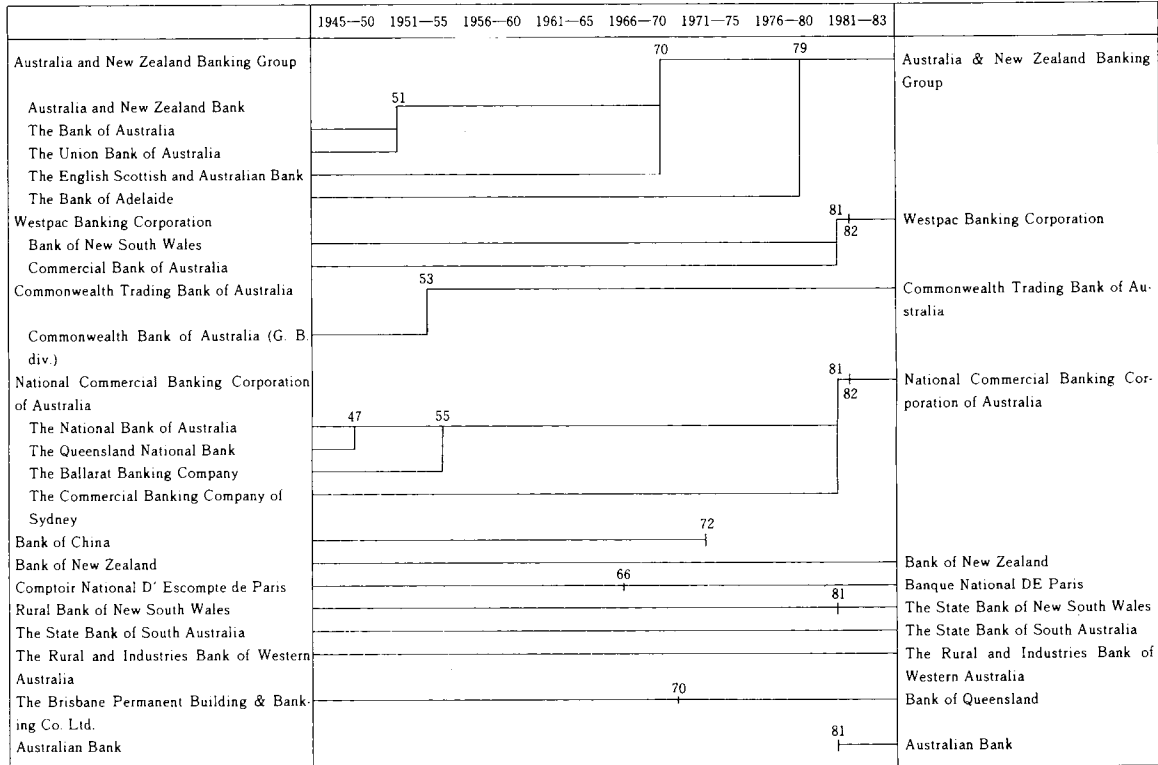 1945—50 1951—55 1956—60 1961—65 1966—70 1971—75 1976—80 1981—83
70 79
Australia and New Zealand Banking Group
Australia & New Zealand Banking
Group
51
Australia and New Zealand Bank
The Bank of Australia
The Union Bank of Australia
The English Scottish and Australian Bank
The Bank of Adelaide
81
Westpac Banking Corporation
Westpac Banking Corporation
82
Bank of New South Wales
Commercial Bank of Australia
53
Commonwealth Trading Bank of Australia
Commonwealth Trading Bank of Au-
stralia
Commonwealth Bank of Australia (G. B.
div.)
81
National Commercial Banking Corporation
of Australia
National Commercial Banking Cor-
poration of Australia
82
47 55
The National Bank of Australia
The Queensland National Bank
The Ballarat Banking Company
The Commercial Banking Company of
Sydney
72
Bank of China
Bank of New Zealand
Bank of New Zealand
66
Comptoir National D' Escompte de Paris
Banque National DE Paris
81
Rural Bank of New South Wales
The State Bank of New South Wales
The State Bank of South Australia
The State Bank of South Australia
The Rural and Industries Bank of Western
Australia
The Rural and Industries Bank of
Western Australia
70
The Brisbane Permanent Building & Bank-
ing Co. Ltd.
Bank of Queensland
81
Australian Bank
Australian Bank